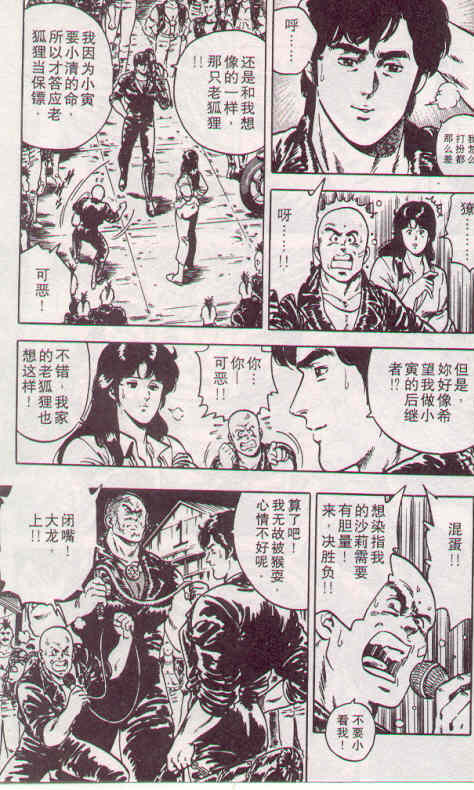 呼……
我怎么
打扮都
那么差
还是和我想
像的一样，
那只老狐狸
!!
我因为小寅
要小清的命，
所以才答应老
狐狸当保镖。
可恶！
獠……
呀……!!
但是，
妳好像希
望我做小
寅的后继
者!?
你…
你—
可恶!!
不错，我家
的老狐狸也
想这样！
混蛋!!
想染指我
的沙莉需要
有胆量！
来，决胜负!!
不要小
看我！
算了吧！
我无故被猴耍，
心情不好呢。
闭嘴！
大龙，
上!!